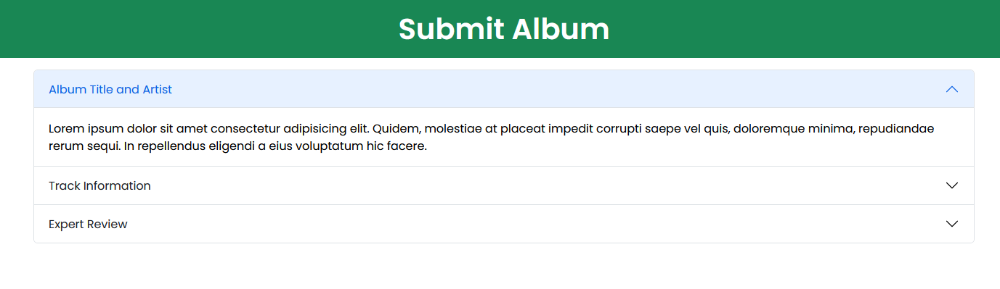 Submit Album
Album Title and Artist
Lorem ipsum dolor sit amet consectetur adipisicing elit. Quidem, molestiae at placeat impedit corrupti saepe vel quis, doloremque minima, repudiandae
rerum sequi. In repellendus eligendi a eius voluptatum hic facere.
Track Information
Expert Review